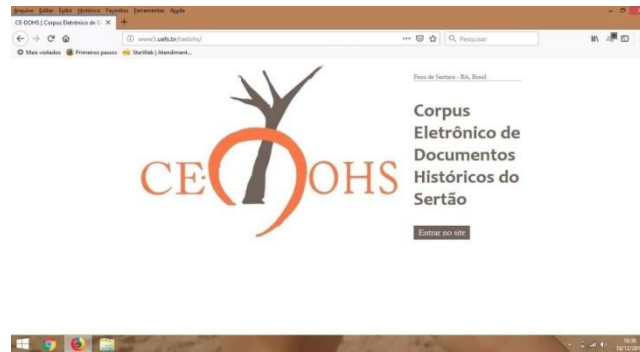 Arquivo Editar Exibir Histórico Favoritos Ferramentas Ajuda
CE-DOHS | Corpus Eletrônico de D
www5.uefs.br/cedohs/
Pesquisar
Mais visitados Primeiros passos StarWeb | Atendiment...
Feira de Santana - BA, Brasil
CE DOHS
Corpus
Eletrônico de
Documentos
Históricos do
Sertão
Entrar no site